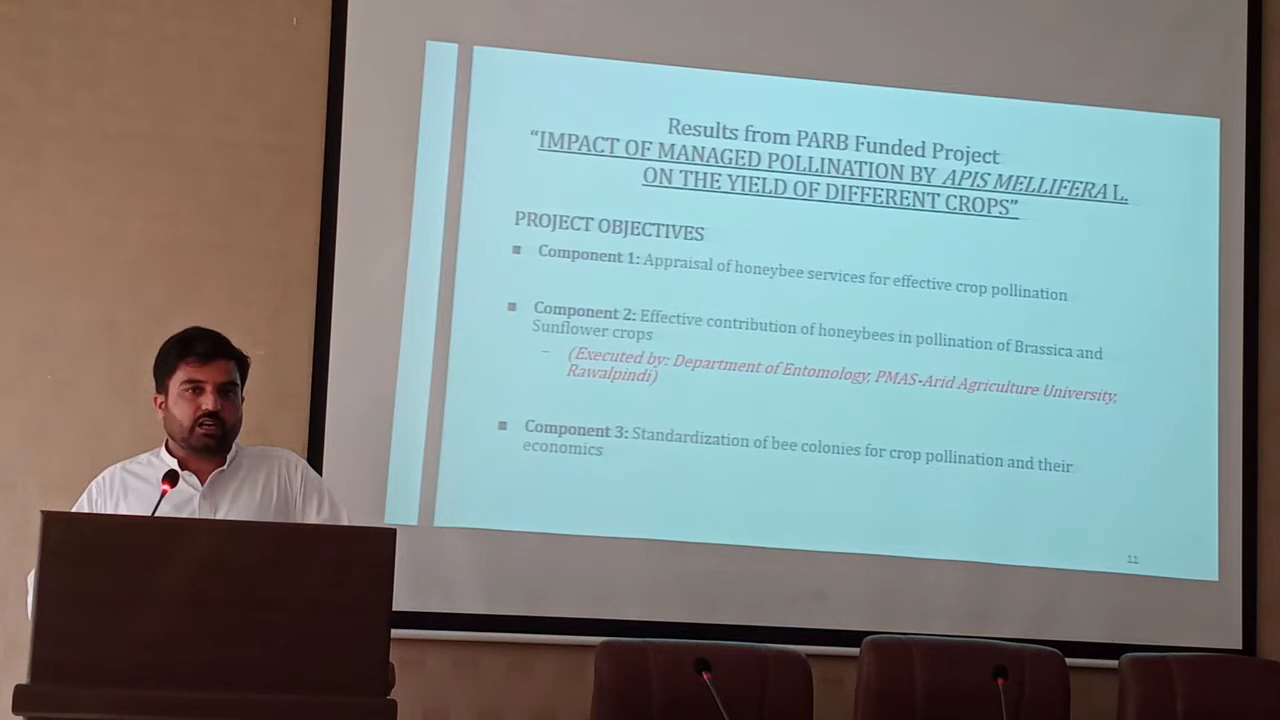 Results from PARB Funded Project
“IMPACT OF MANAGED POLLINATION BY APIS MELLIFERA L.
ON THE YIELD OF DIFFERENT CROPS”
PROJECT OBJECTIVES
■ Component 1: Appraisal of honeybee services for effective crop pollination
■ Component 2: Effective contribution of honeybees in pollination of Brassica and
Sunflower crops
– (Executed by: Department of Entomology, PMAS-Arid Agriculture University,
Rawalpindi)
■ Component 3: Standardization of bee colonies for crop pollination and their
economics
12